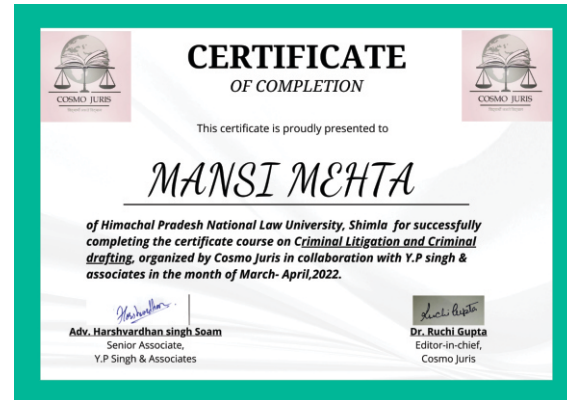 CERTIFICATE
OF COMPLETION
COSMO JURIS
COSMO JURIS
This certificate is proudly presented to
MANSI MEHTA
of Himachal Pradesh National Law University, Shimla for successfully
completing the certificate course on Criminal Litigation and Criminal
drafting, organized by Cosmo Juris in collaboration with Y.P singh &
associates in the month of March- April,2022.
Harshvardhan
Ruchi Gupta
Adv. Harshvardhan singh Soam
Senior Associate,
Y.P Singh & Associates
Dr. Ruchi Gupta
Editor-in-chief,
Cosmo Juris